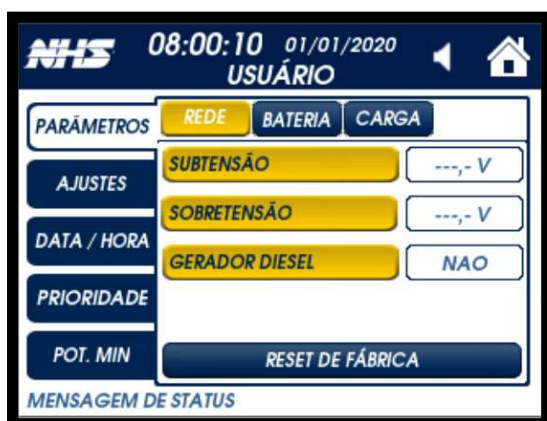 NHS 08:00:10 01/01/2020
USUÁRIO
PARÂMETROS
REDE BATERIA CARGA
SUBTENSÃO ---,- V
AJUSTES
SOBRETENSÃO ---,- V
DATA / HORA
GERADOR DIESEL NAO
PRIORIDADE
POT. MIN
RESET DE FÁBRICA
MENSAGEM DE STATUS